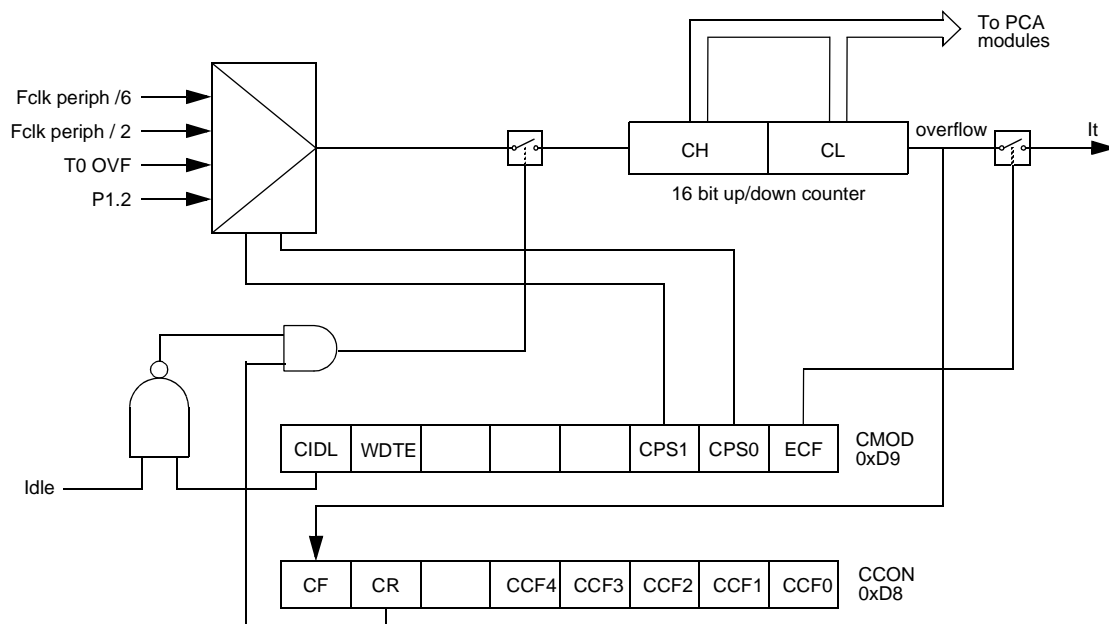 To PCA
modules
Fclk periph /6
Fclk periph / 2
T0 OVF
P1.2
CH
CL
overflow
It
16 bit up/down counter
CIDL
WDTE
CPS1
CPS0
ECF
CMOD
0xD9
Idle
CF
CR
CCF4
CCF3
CCF2
CCF1
CCF0
CCON
0xD8